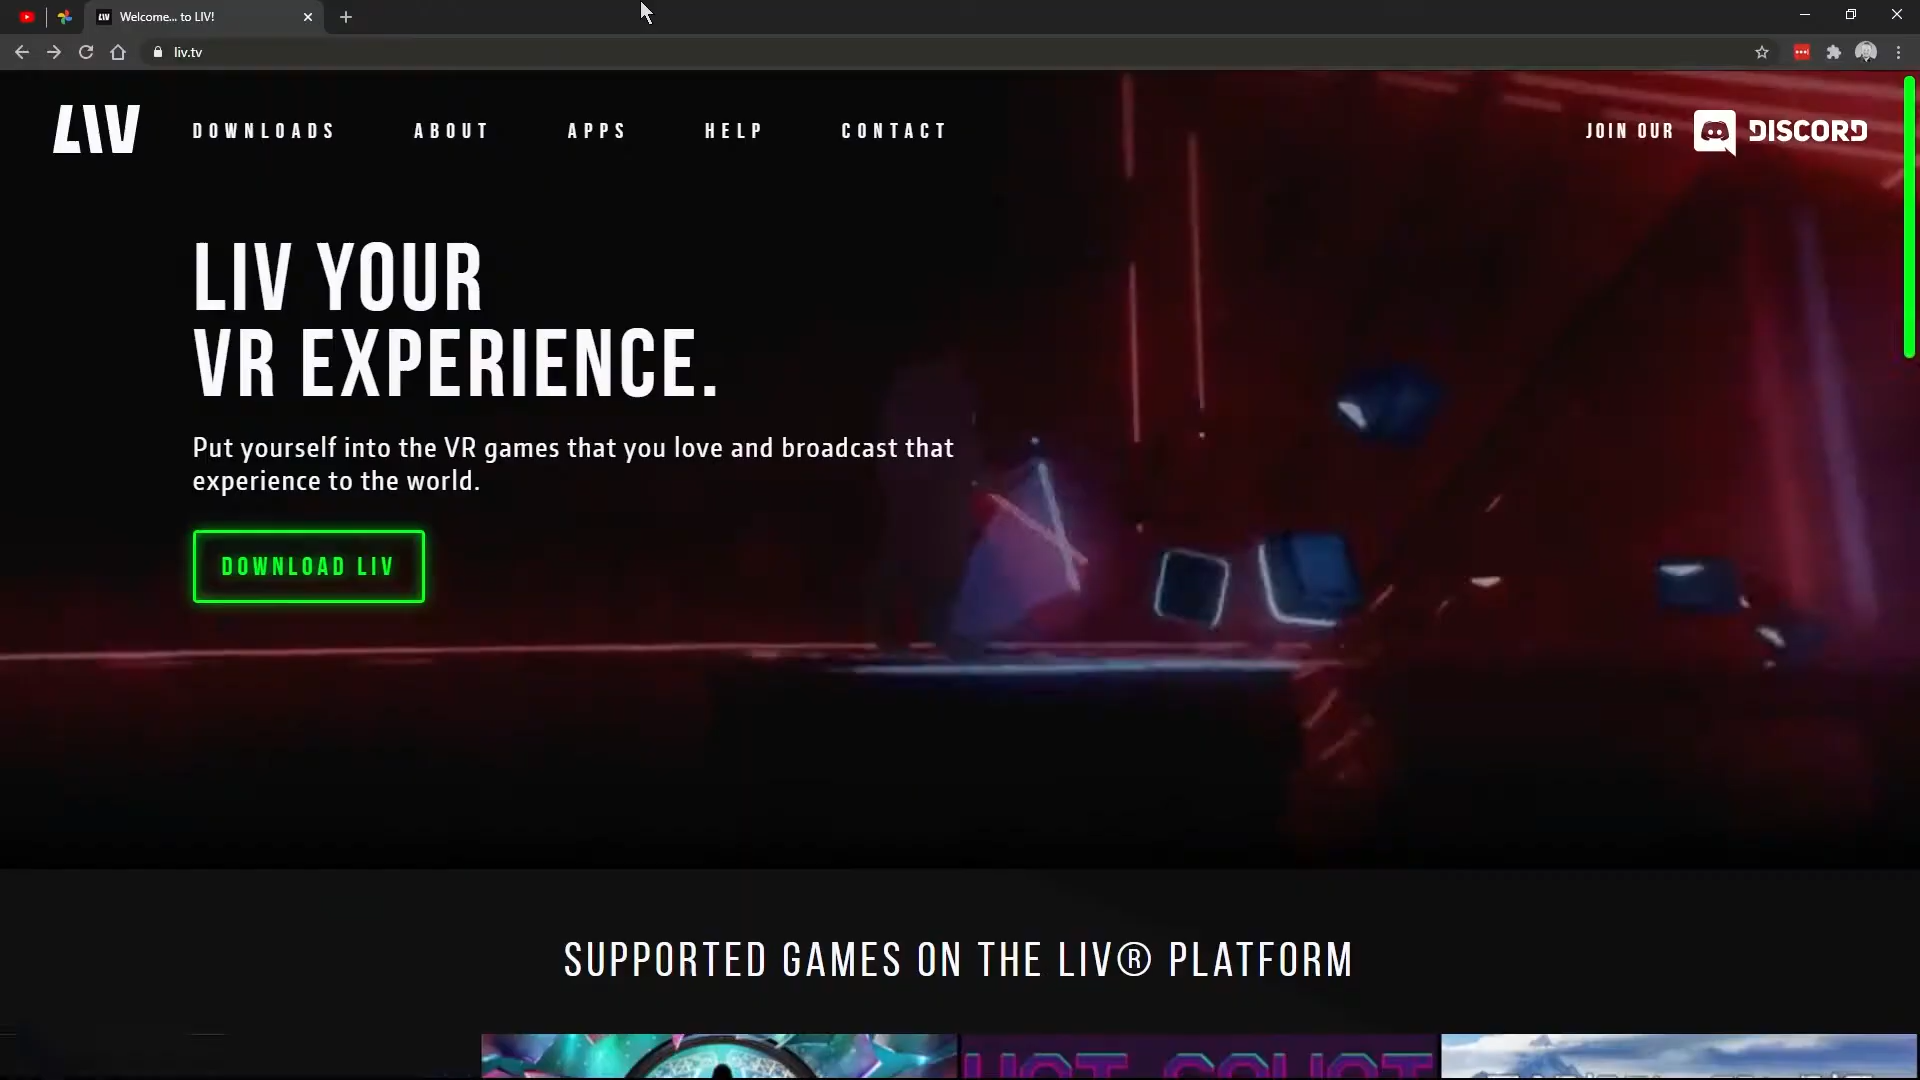 Welcome... to LIV!
liv.tv
LIV
DOWNLOADS
ABOUT
APPS
HELP
CONTACT
JOIN OUR
DISCORD
LIV YOUR
VR EXPERIENCE.
Put yourself into the VR games that you love and broadcast that
experience to the world.
DOWNLOAD LIV
SUPPORTED GAMES ON THE LIV® PLATFORM